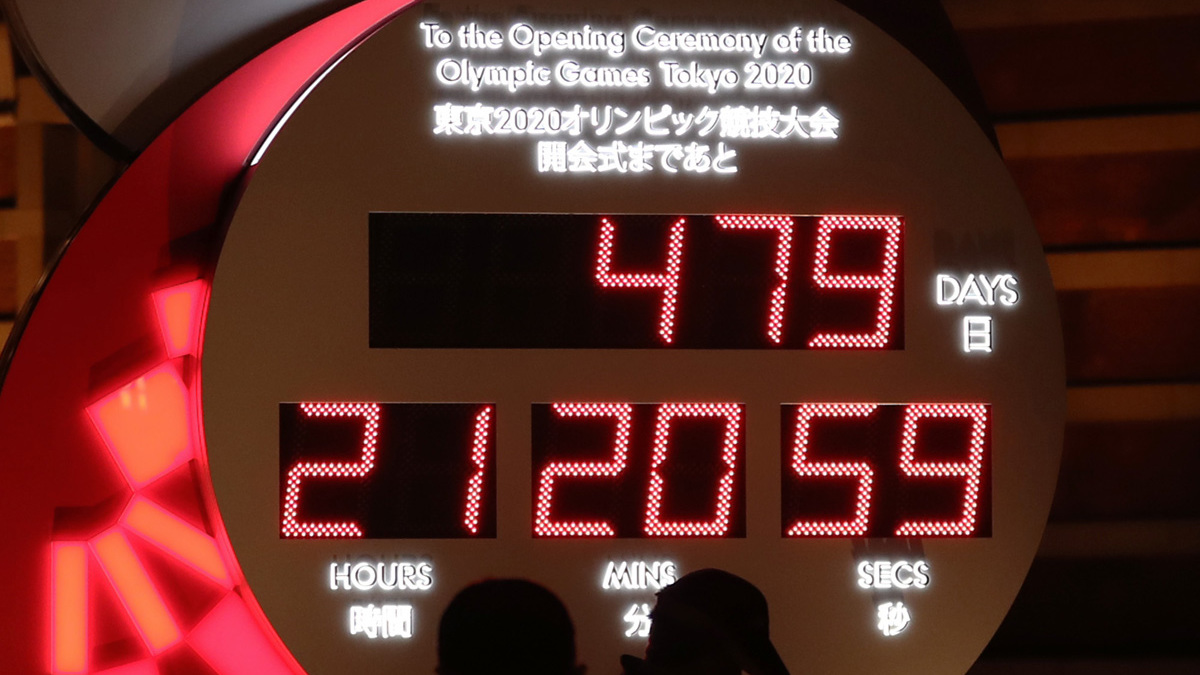 To the Opening Ceremony of the
Olympic Games Tokyo 2020
東京2020オリンピック競技大会
開会式まであと
479
DAYS
日
21 20 59
HOURS MINS SECS
時間 分 秒